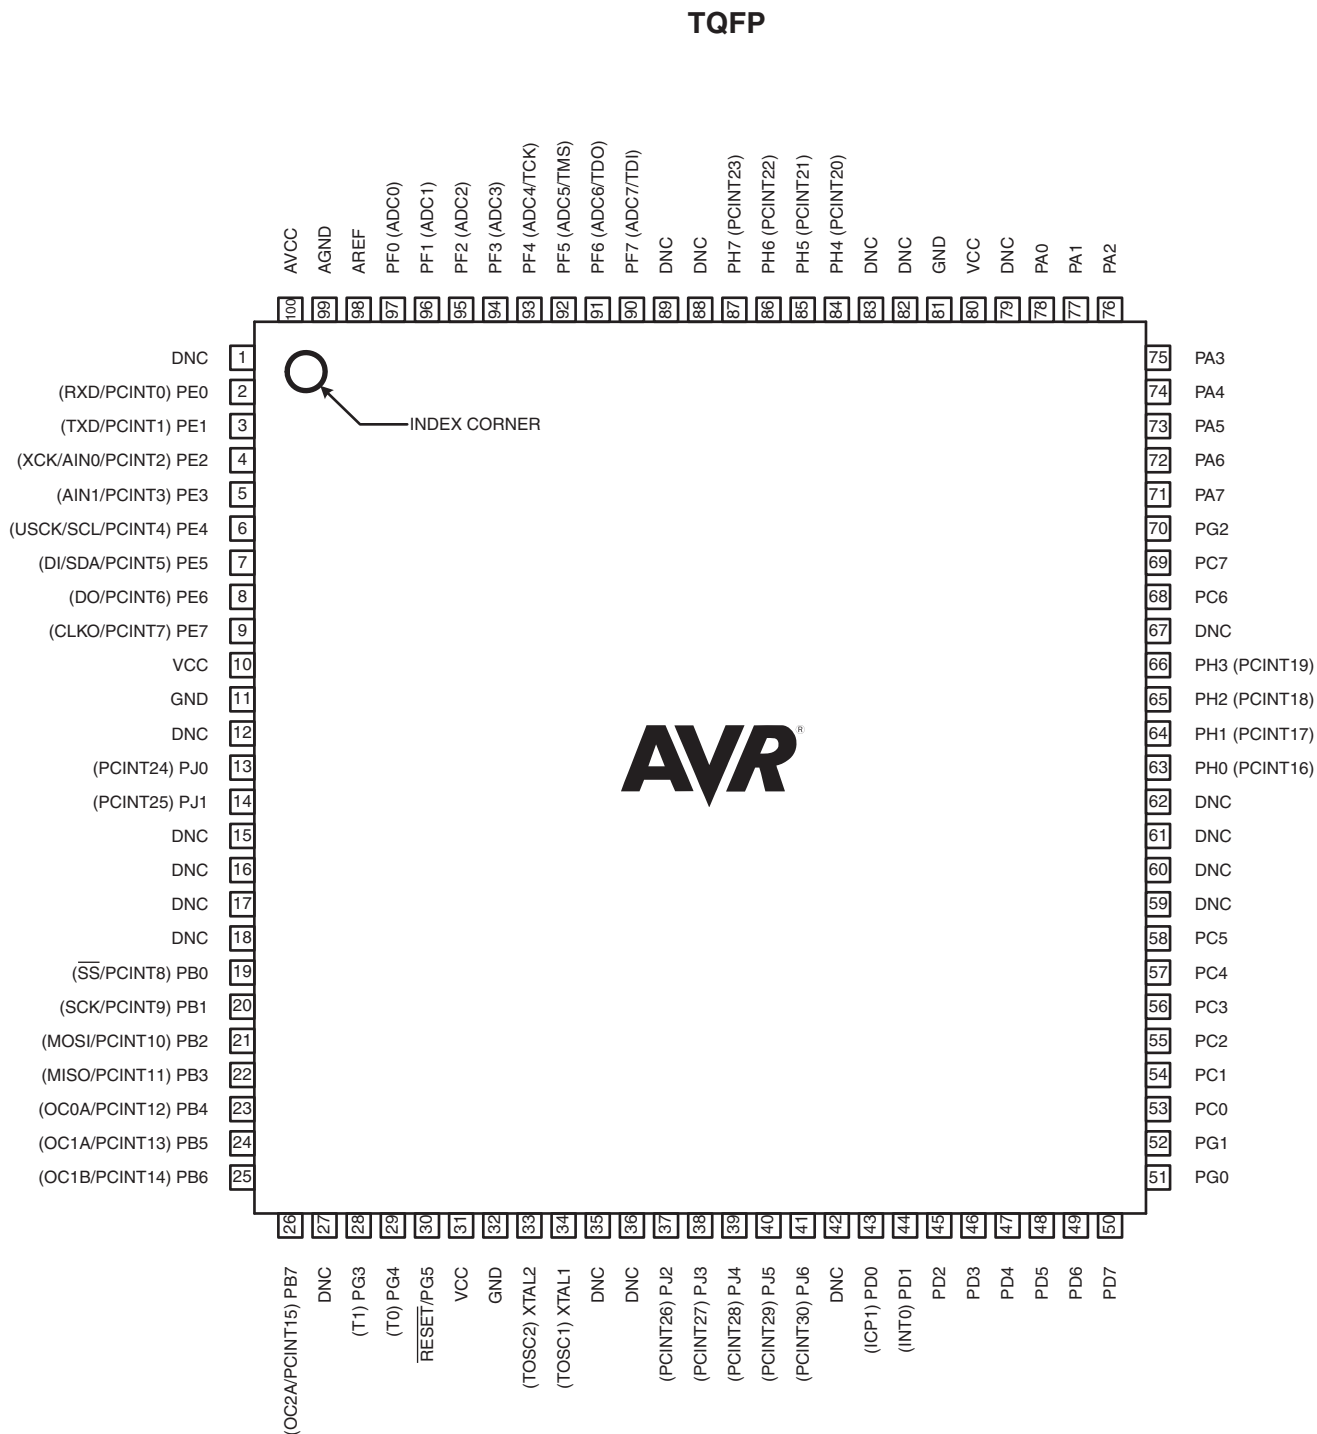 TQFP
AVCC
AGND
AREF
PF0 (ADC0)
PF1 (ADC1)
PF2 (ADC2)
PF3 (ADC3)
PF4 (ADC4/TCK)
PF5 (ADC5/TMS)
PF6 (ADC6/TDO)
PF7 (ADC7/TDI)
DNC
DNC
PH7 (PCINT23)
PH6 (PCINT22)
PH5 (PCINT21)
PH4 (PCINT20)
DNC
DNC
GND
VCC
DNC
PA0
PA1
PA2
100
99
98
97
96
95
94
93
92
91
90
89
88
87
86
85
84
83
82
81
80
79
78
77
76
DNC 1
(RXD/PCINT0) PE0 2
(TXD/PCINT1) PE1 3
(XCK/AIN0/PCINT2) PE2 4
(AIN1/PCINT3) PE3 5
(USCK/SCL/PCINT4) PE4 6
(DI/SDA/PCINT5) PE5 7
(DO/PCINT6) PE6 8
(CLKO/PCINT7) PE7 9
VCC 10
GND 11
DNC 12
(PCINT24) PJ0 13
(PCINT25) PJ1 14
DNC 15
DNC 16
DNC 17
DNC 18
(SS/PCINT8) PB0 19
(SCK/PCINT9) PB1 20
(MOSI/PCINT10) PB2 21
(MISO/PCINT11) PB3 22
(OC0A/PCINT12) PB4 23
(OC1A/PCINT13) PB5 24
(OC1B/PCINT14) PB6 25
INDEX CORNER
AVR®
75 PA3
74 PA4
73 PA5
72 PA6
71 PA7
70 PG2
69 PC7
68 PC6
67 DNC
66 PH3 (PCINT19)
65 PH2 (PCINT18)
64 PH1 (PCINT17)
63 PH0 (PCINT16)
62 DNC
61 DNC
60 DNC
59 DNC
58 PC5
57 PC4
56 PC3
55 PC2
54 PC1
53 PC0
52 PG1
51 PG0
26
27
28
29
30
31
32
33
34
35
36
37
38
39
40
41
42
43
44
45
46
47
48
49
50
(OC2A/PCINT15) PB7
DNC
(T1) PG3
(T0) PG4
RESET/PG5
VCC
GND
(TOSC2) XTAL2
(TOSC1) XTAL1
DNC
DNC
(PCINT26) PJ2
(PCINT27) PJ3
(PCINT28) PJ4
(PCINT29) PJ5
(PCINT30) PJ6
DNC
(ICP1) PD0
(INT0) PD1
PD2
PD3
PD4
PD5
PD6
PD7